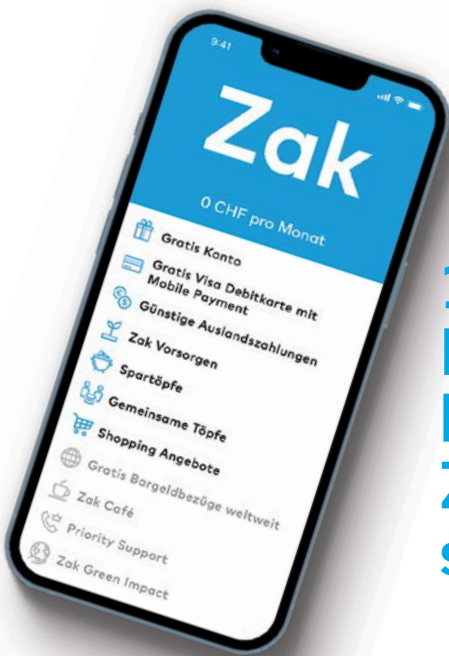 9:41
Zak
0 CHF pro Monat
Gratis Konto
Gratis Visa Debitkarte mit
Mobile Payment
Günstige Auslandszahlungen
Zak Vorsorgen
Spartöpfe
Gemeinsame Töpfe
Shopping Angebote
Gratis Bargeldbezüge weltweit
Zak Café
Priority Support
Zak Green Impact